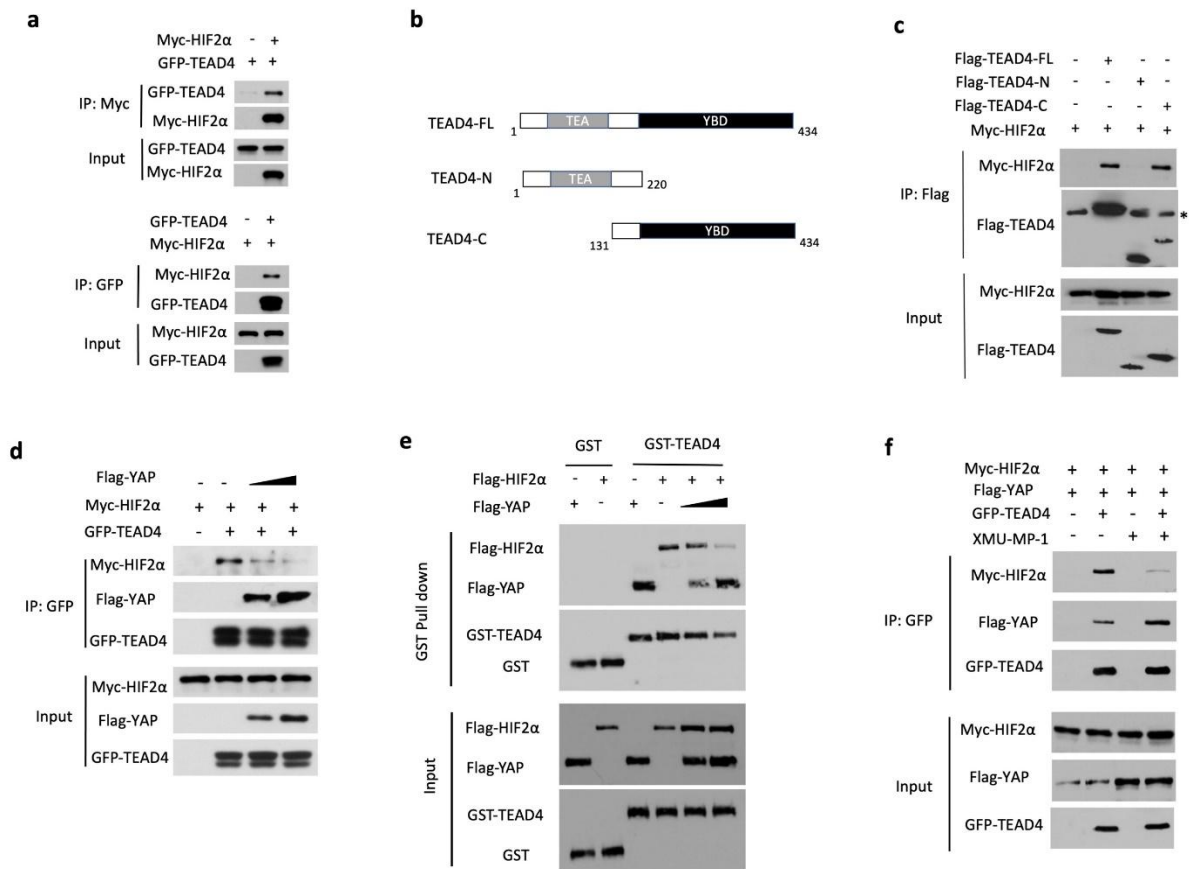 a
Myc-HIF2α - +
GFP-TEAD4 + +
IP: Myc
GFP-TEAD4
Myc-HIF2α
Input
GFP-TEAD4
Myc-HIF2α
GFP-TEAD4 - +
Myc-HIF2α + +
IP: GFP
Myc-HIF2α
GFP-TEAD4
Input
Myc-HIF2α
GFP-TEAD4
b
TEAD4-FL 1 TEA YBD 434
TEAD4-N 1 TEA 220
TEAD4-C 131 YBD 434
c
Flag-TEAD4-FL - + - -
Flag-TEAD4-N - - + -
Flag-TEAD4-C - - - +
Myc-HIF2α + + + +
IP: Flag
Myc-HIF2α
Flag-TEAD4 *
Input
Myc-HIF2α
Flag-TEAD4
d
Flag-YAP - -
Myc-HIF2α + + + +
GFP-TEAD4 - + + +
IP: GFP
Myc-HIF2α
Flag-YAP
GFP-TEAD4
Input
Myc-HIF2α
Flag-YAP
GFP-TEAD4
e
GST GST-TEAD4
Flag-HIF2α - + - + + +
Flag-YAP + - + -
GST Pull down
Flag-HIF2α
Flag-YAP
GST-TEAD4
GST
Input
Flag-HIF2α
Flag-YAP
GST-TEAD4
GST
f
Myc-HIF2α + + + +
Flag-YAP + + + +
GFP-TEAD4 - + - +
XMU-MP-1 - - + +
IP: GFP
Myc-HIF2α
Flag-YAP
GFP-TEAD4
Input
Myc-HIF2α
Flag-YAP
GFP-TEAD4